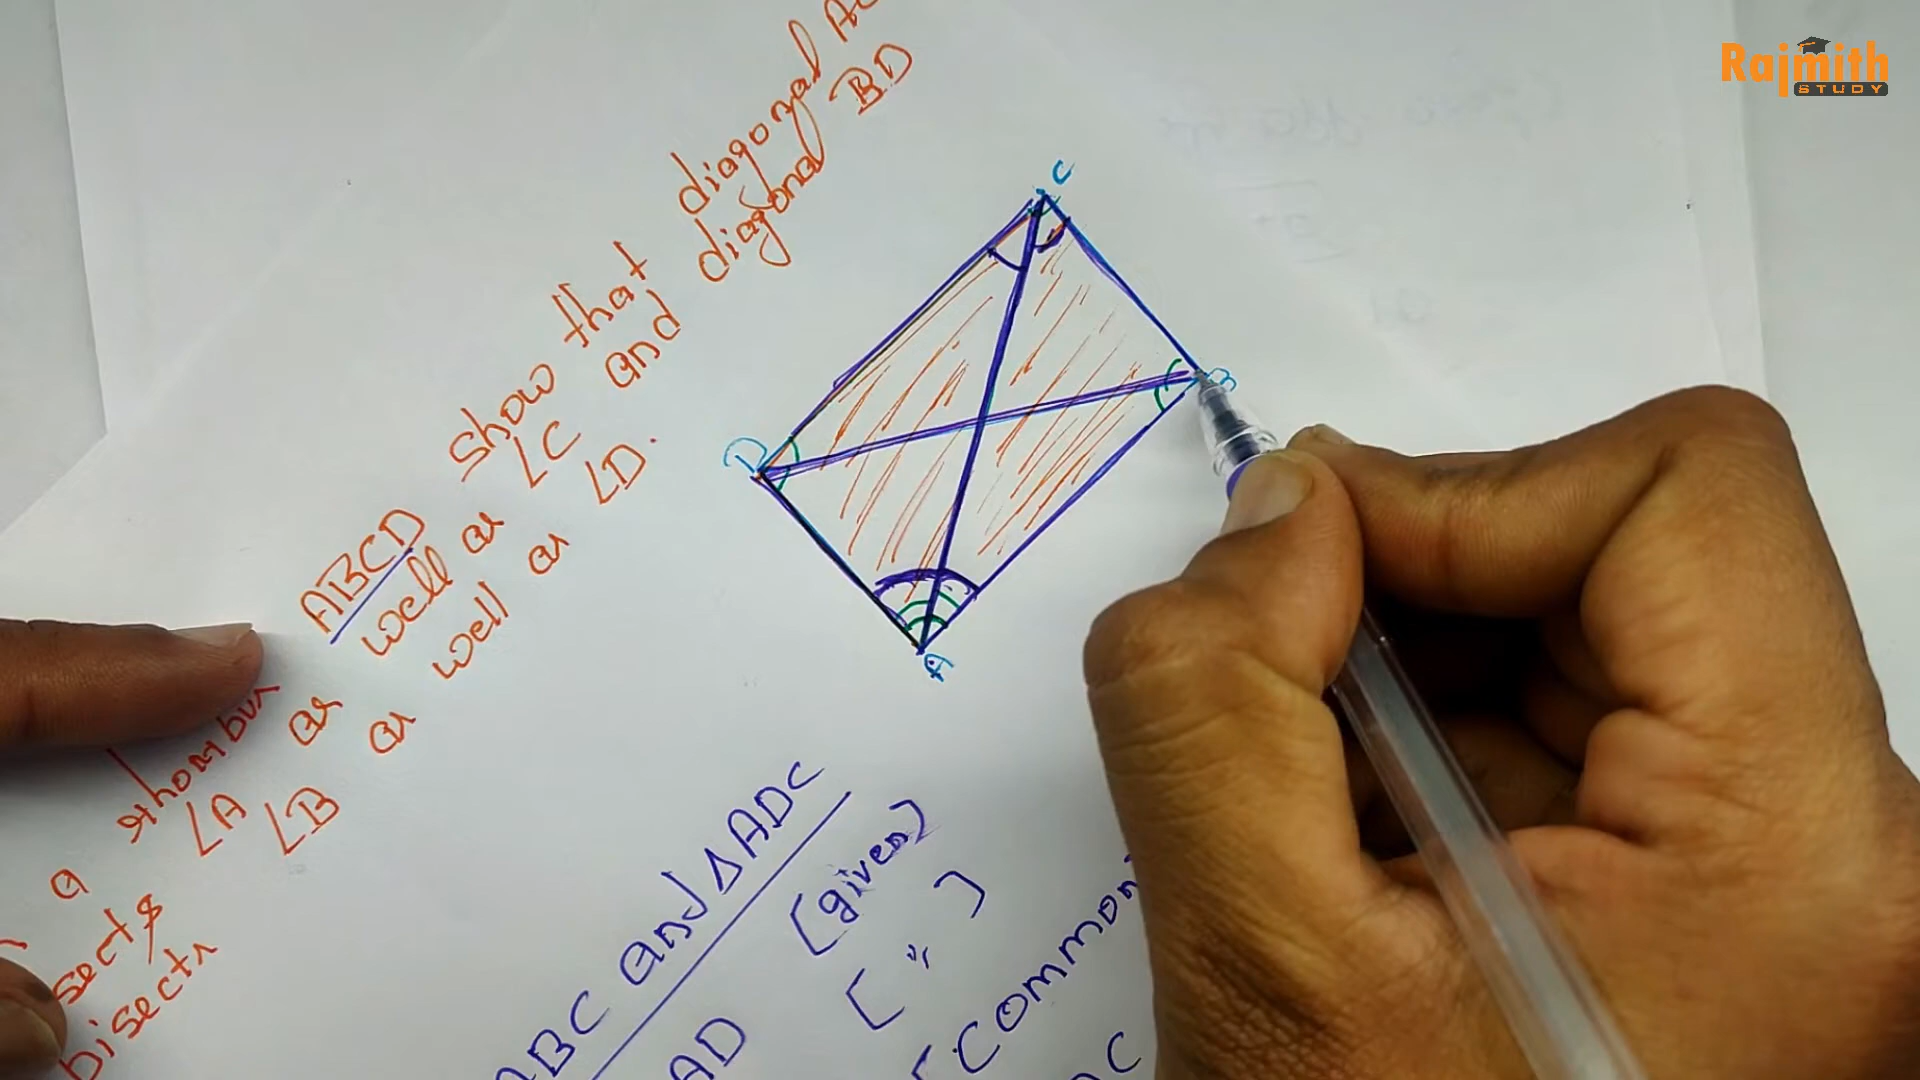 Rajmith
STUDY
a rhombus ABCD show that diagonal AC
sects ∠A as well as ∠C and diagonal BD
bisects ∠B as well as ∠D.
C
D
B
A
ABC and △ADC
AD [given]
[ " ]
[Common